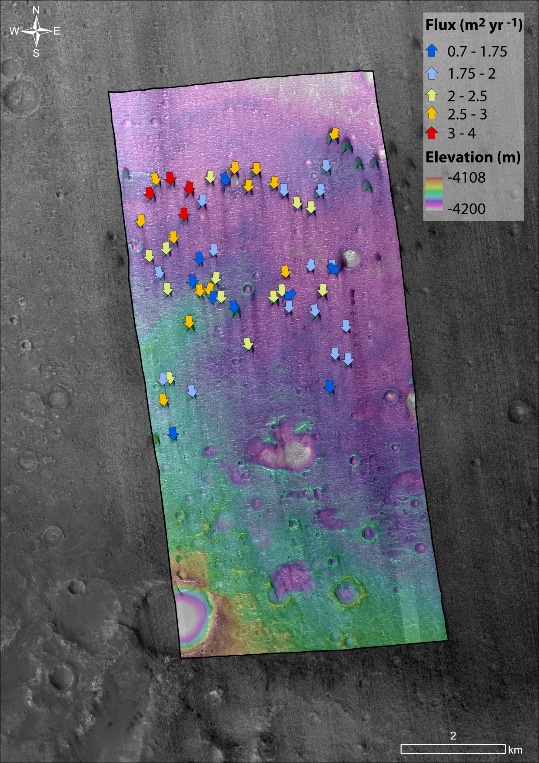 N
W E
S
Flux (m² yr⁻¹)
0.7 - 1.75
1.75 - 2
2 - 2.5
2.5 - 3
3 - 4
Elevation (m)
-4108
-4200
2
km